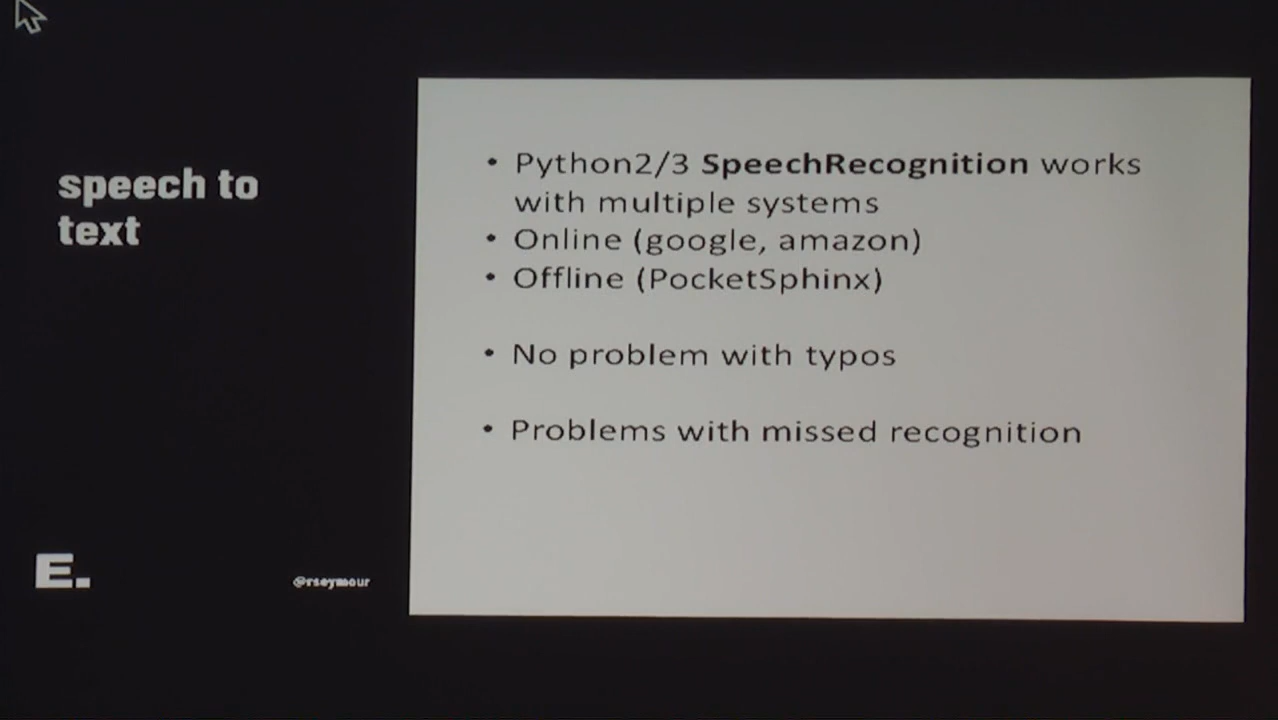 speech to
text
• Python2/3 SpeechRecognition works
with multiple systems
• Online (google, amazon)
• Offline (PocketSphinx)
• No problem with typos
• Problems with missed recognition
E.
@rseymour